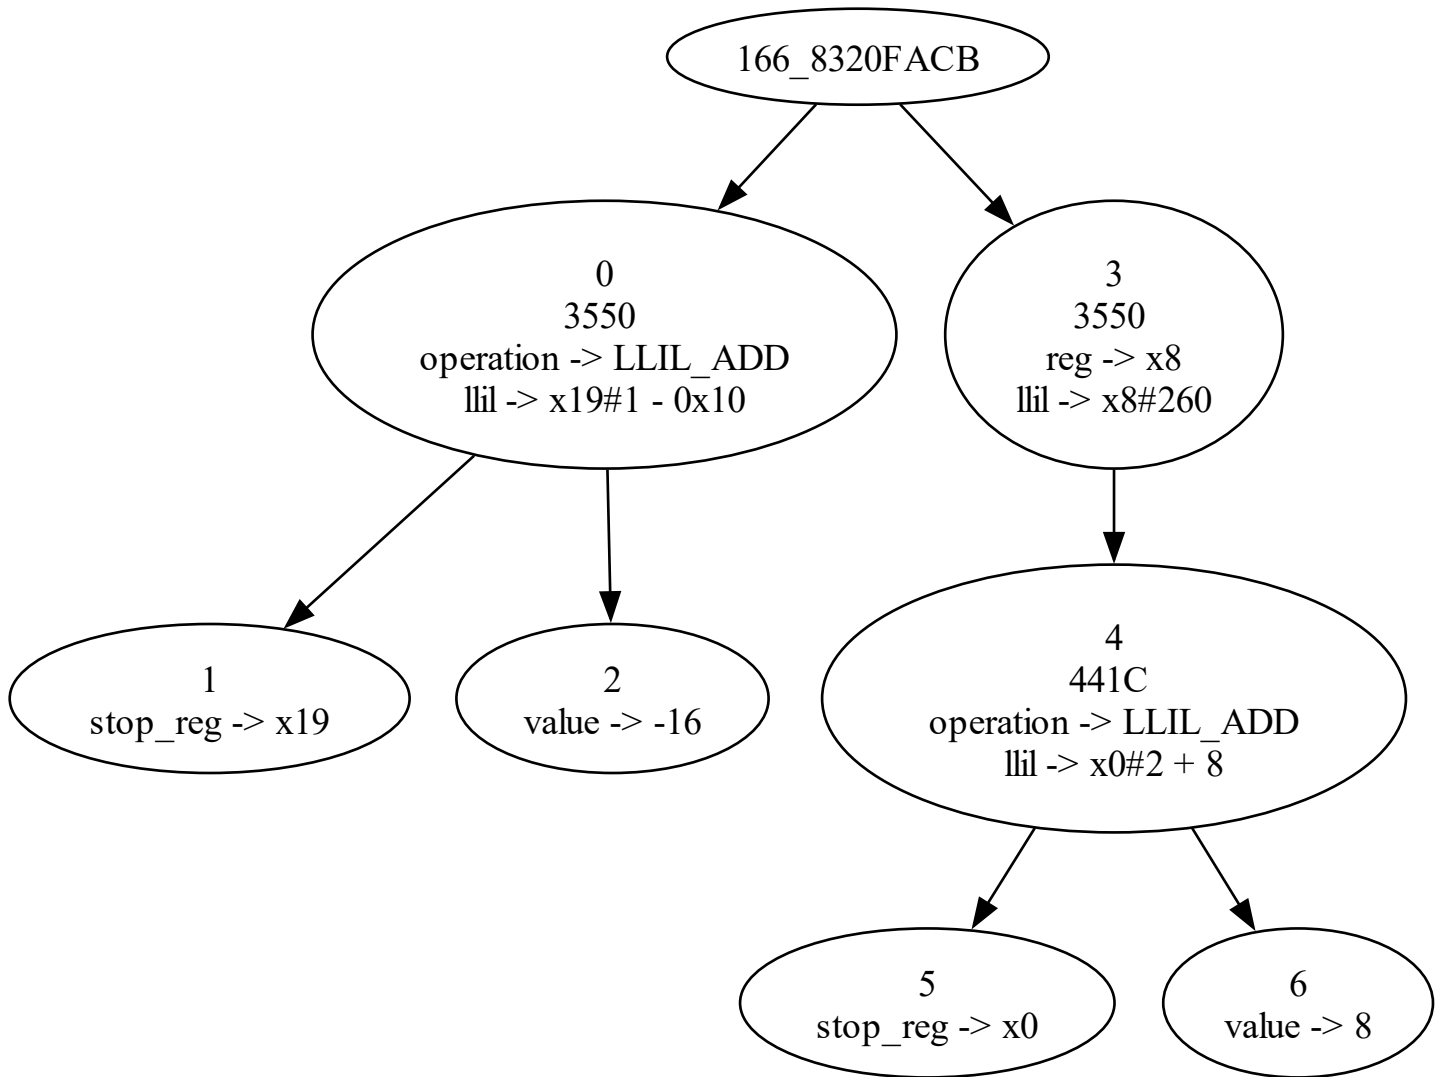 166_8320FACB
0
3550
operation -> LLIL_ADD
llil -> x19#1 - 0x10
3
3550
reg -> x8
llil -> x8#260
1
stop_reg -> x19
2
value -> -16
4
441C
operation -> LLIL_ADD
llil -> x0#2 + 8
5
stop_reg -> x0
6
value -> 8